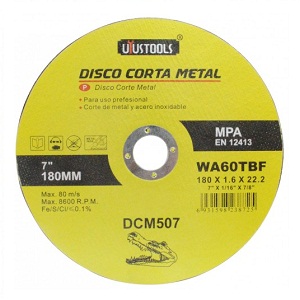 UYUSTOOLS
DISCO CORTA METAL
P Disco Corte Metal
• Para uso prefesional
• Corte de metal y acero inoxidable
MPA
EN 12413
7"
180MM
WA60TBF
180 X 1.6 X 22.2
7" X 1/16" X 7/8"
Max. 80 m/s
Max. 8600 R.P.M.
Fe/S/Cl/≤0.1%
DCM507